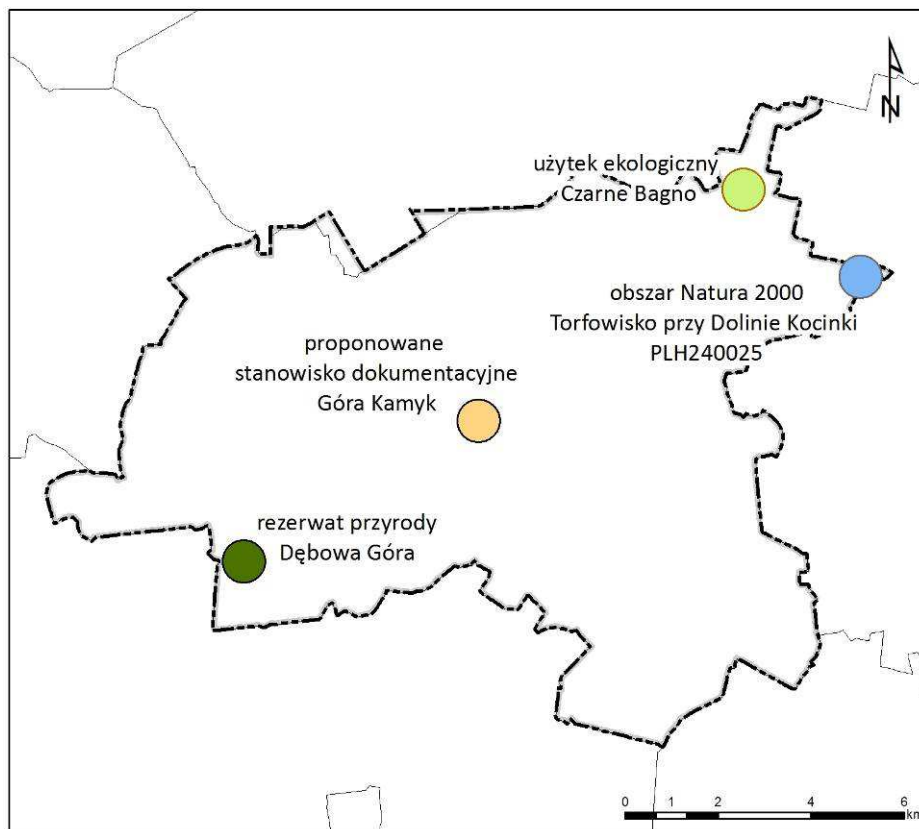 N
użytek ekologiczny
Czarne Bagno
obszar Natura 2000
Torfowisko przy Dolinie Kocinki
PLH240025
proponowane
stanowisko dokumentacyjne
Góra Kamyk
rezerwat przyrody
Dębowa Góra
0 1 2 4 6
km